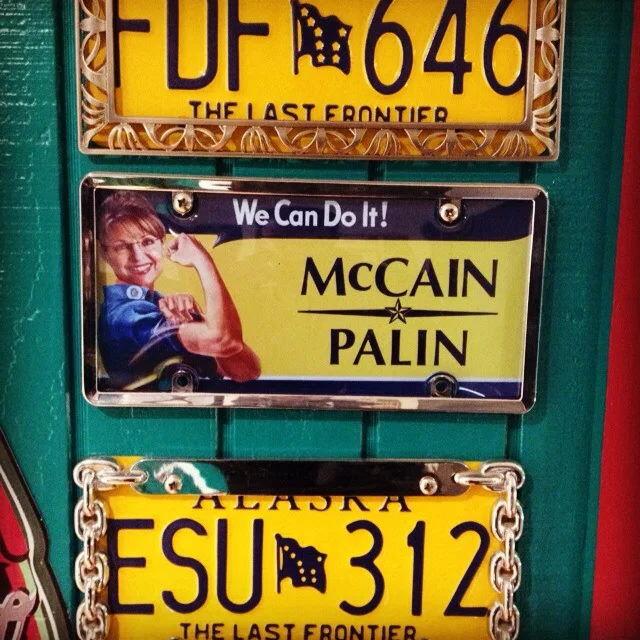 FDF 646
THE LAST FRONTIER
We Can Do It!
McCAIN
PALIN
ALASKA
ESU 312
THE LAST FRONTIER